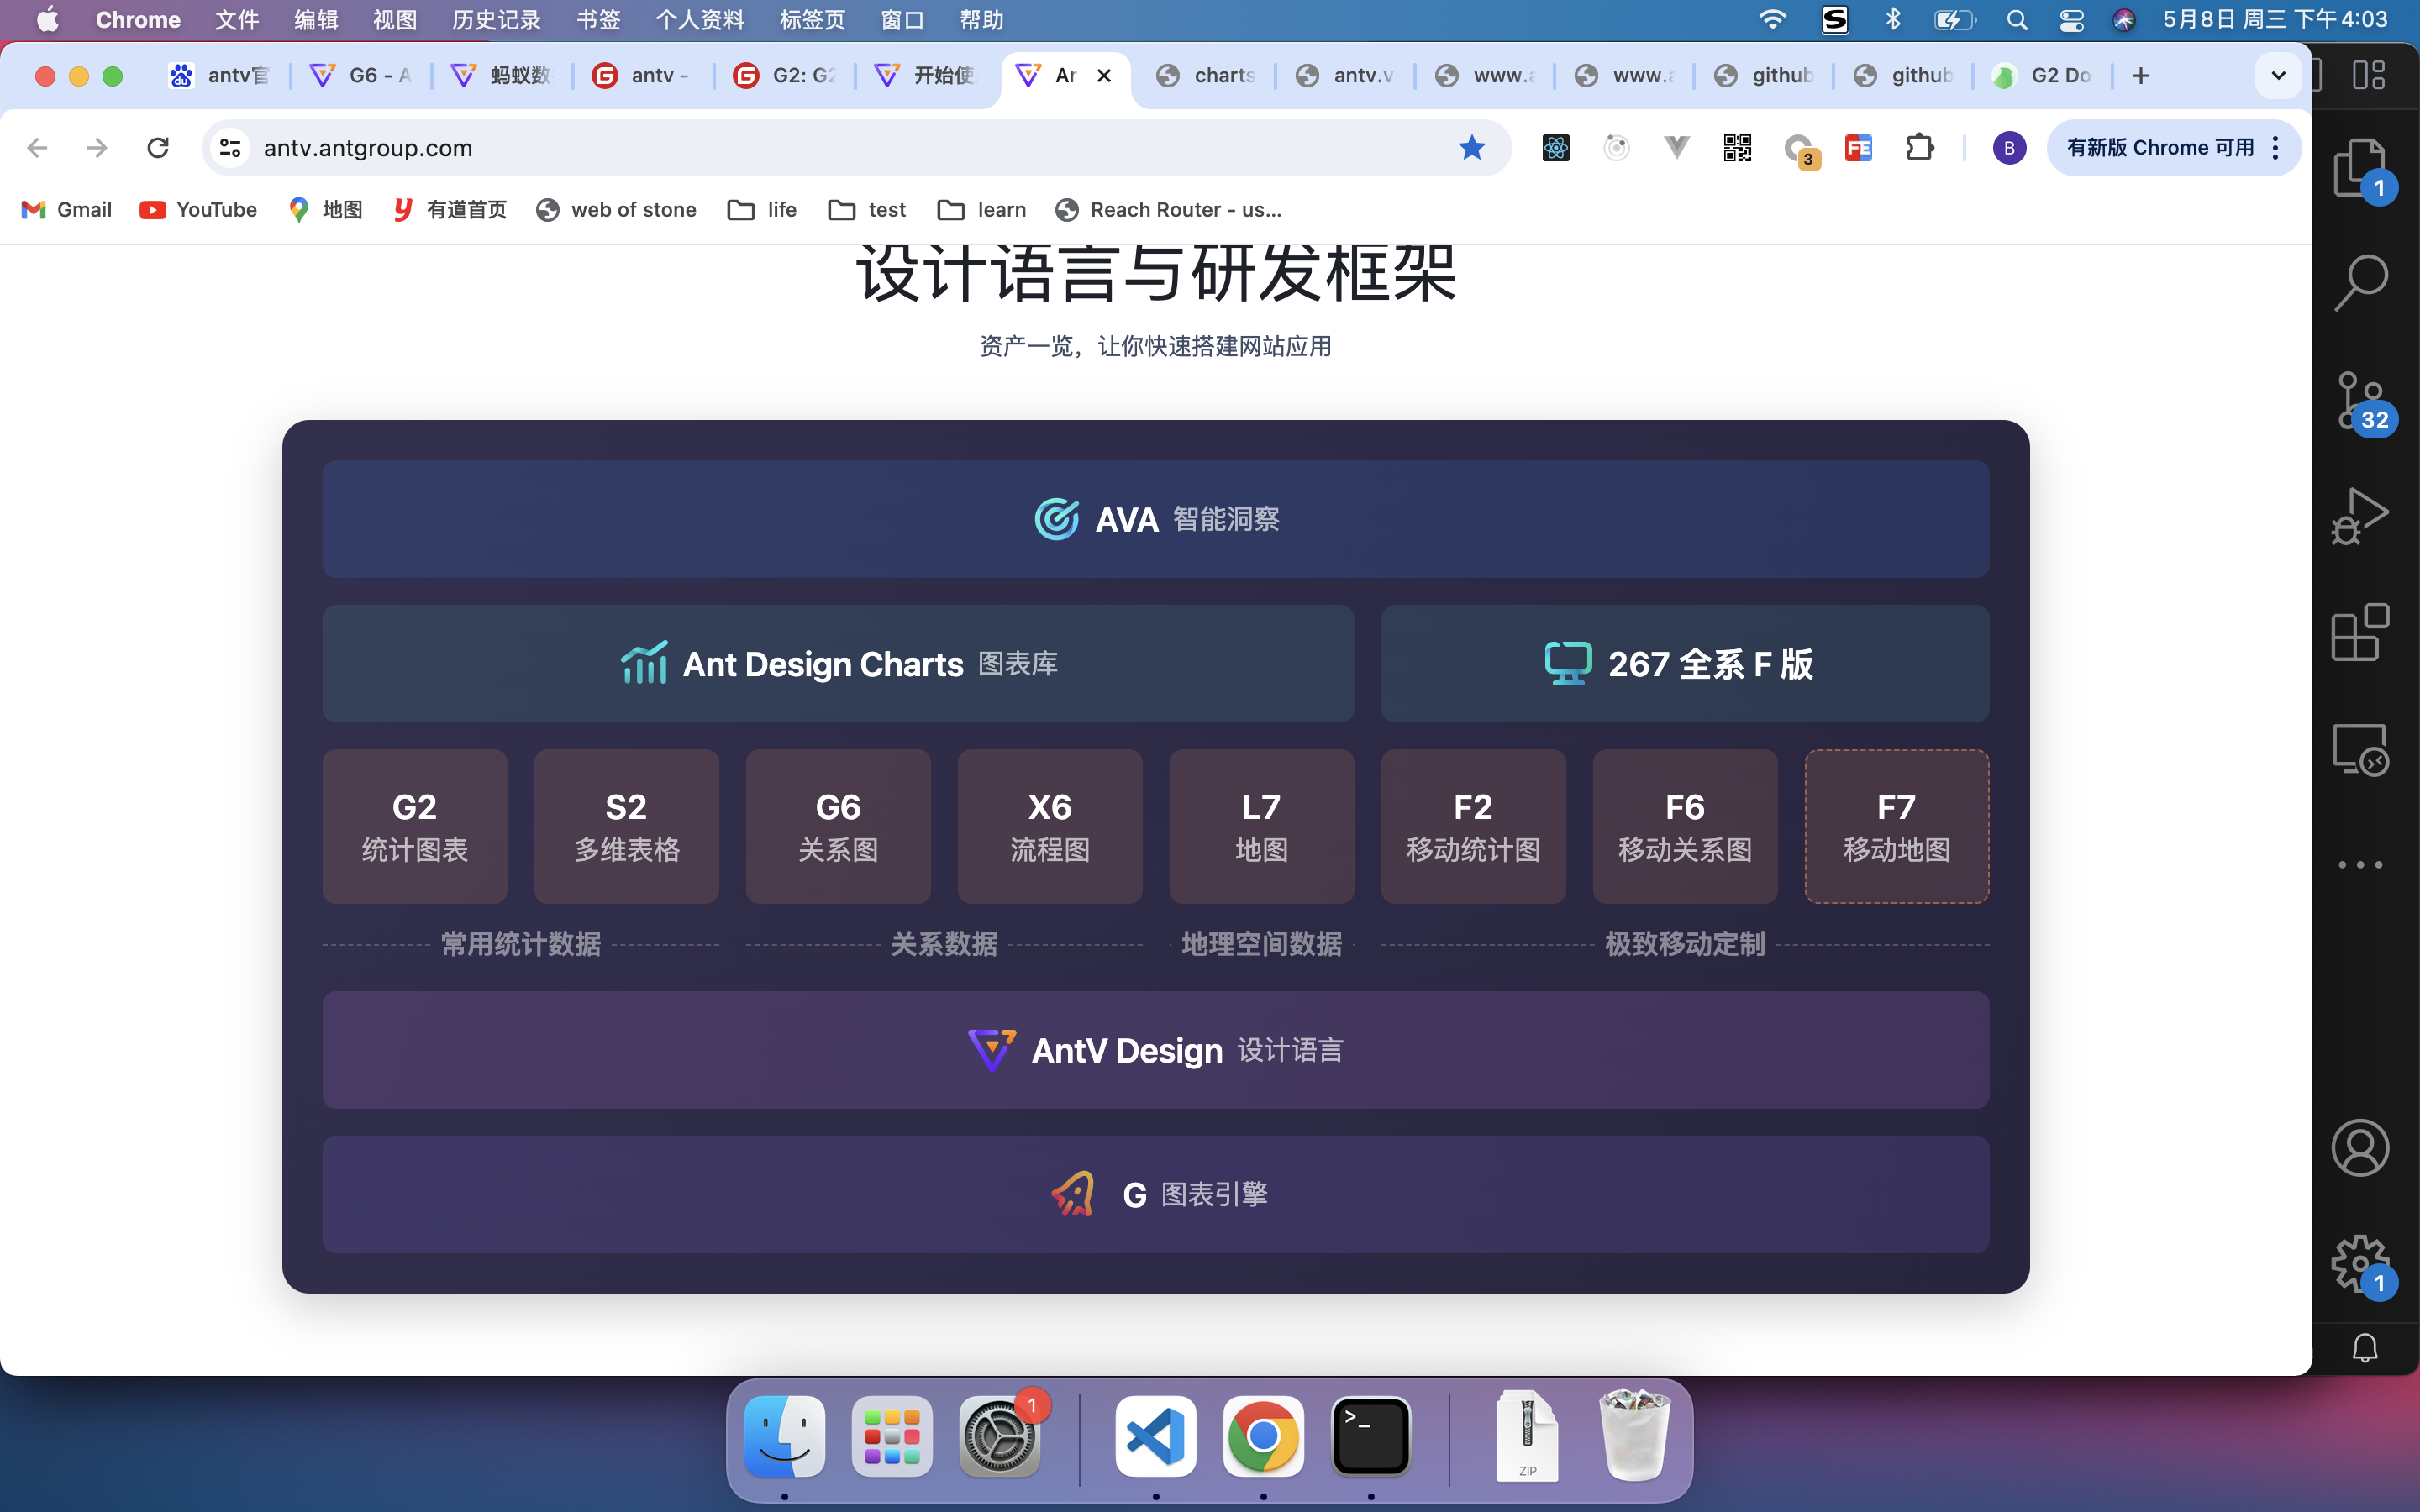 Chrome 文件 编辑 视图 历史记录 书签 个人资料 标签页 窗口 帮助 5月8日 周三 下午4:03
antv官 G6 - A 蚂蚁数 antv - G2: G2 开始使 An charts antv.v www.a www.a github github G2 Do
antv.antgroup.com 3 B 有新版 Chrome 可用
Gmail YouTube 地图 有道首页 web of stone life test learn Reach Router - us...
设计语言与研发框架
资产一览，让你快速搭建网站应用
AVA 智能洞察
Ant Design Charts 图表库 267 全系 F 版
G2 S2 G6 X6 L7 F2 F6 F7
统计图表 多维表格 关系图 流程图 地图 移动统计图 移动关系图 移动地图
常用统计数据 关系数据 地理空间数据 极致移动定制
AntV Design 设计语言
G 图表引擎
1
32
1
1
ZIP